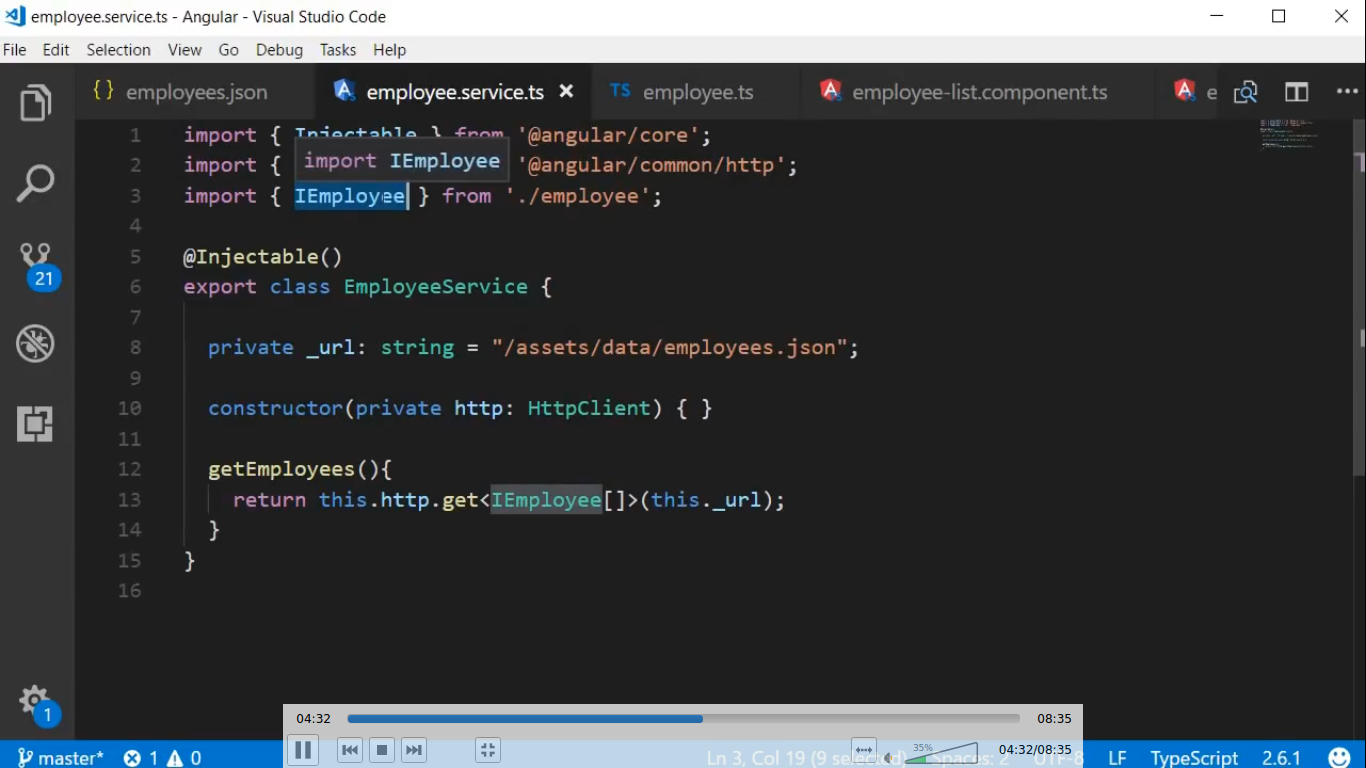 employee.service.ts - Angular - Visual Studio Code
File Edit Selection View Go Debug Tasks Help
{} employees.json employee.service.ts × TS employee.ts employee-list.component.ts e
1 import { Injectable } from '@angular/core';
import IEmployee
2 import { '@angular/common/http';
3 import { IEmployee } from './employee';
4
5 @Injectable()
6 export class EmployeeService {
7
8 private _url: string = "/assets/data/employees.json";
9
10 constructor(private http: HttpClient) { }
11
12 getEmployees(){
13 return this.http.get<IEmployee[]>(this._url);
14 }
15 }
16
21
1
04:32 08:35
35% 04:32/08:35
master* 1 0 Ln 3, Col 19 (9 selected) Spaces: 2 UTF-8 LF TypeScript 2.6.1